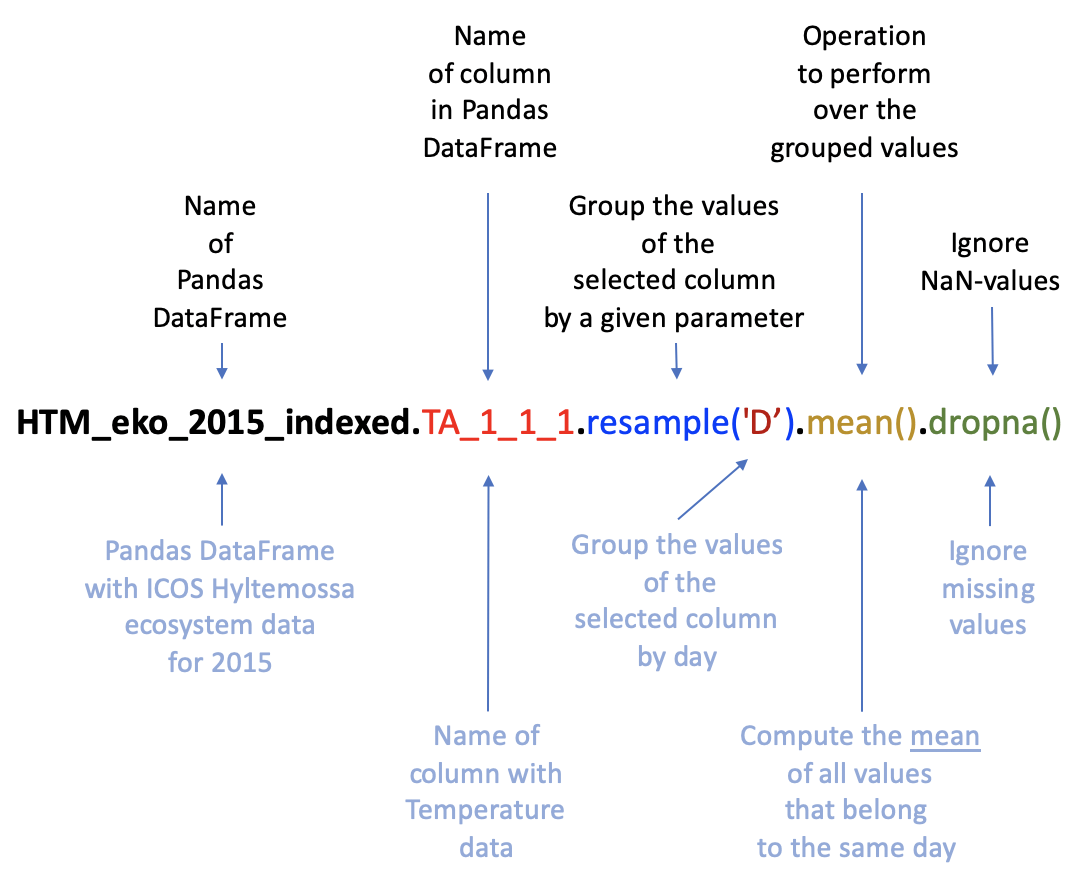 Name
of column
in Pandas
DataFrame
Operation
to perform
over the
grouped values
Name
of
Pandas
DataFrame
Group the values
of the
selected column
by a given parameter
Ignore
NaN-values
HTM_eko_2015_indexed.TA_1_1_1.resample('D’).mean().dropna()
Pandas DataFrame
with ICOS Hyltemossa
ecosystem data
for 2015
Group the values
of the
selected column
by day
Ignore
missing
values
Name of
column with
Temperature
data
Compute the mean
of all values
that belong
to the same day